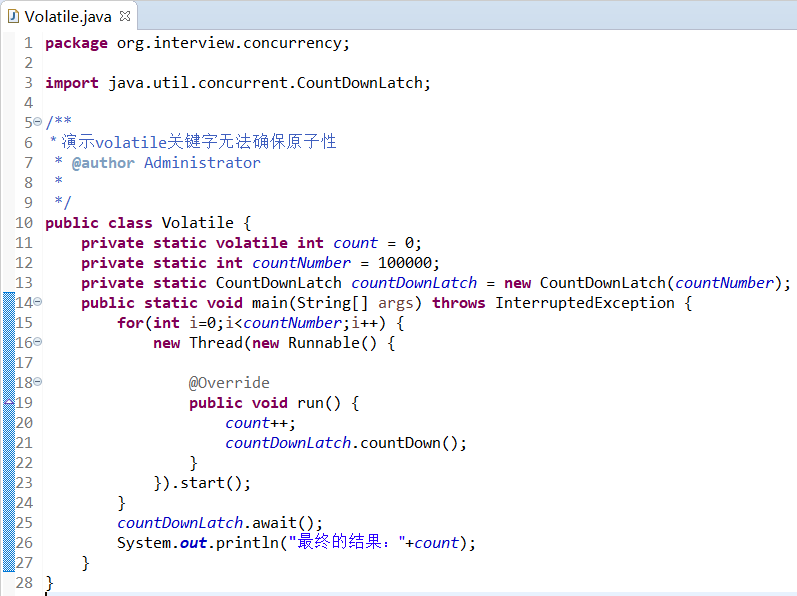 Volatile.java
1 package org.interview.concurrency;
2
3 import java.util.concurrent.CountDownLatch;
4
5 /**
6 * 演示volatile关键字无法确保原子性
7 * @author Administrator
8 *
9 */
10 public class Volatile {
11 private static volatile int count = 0;
12 private static int countNumber = 100000;
13 private static CountDownLatch countDownLatch = new CountDownLatch(countNumber);
14 public static void main(String[] args) throws InterruptedException {
15 for(int i=0;i<countNumber;i++) {
16 new Thread(new Runnable() {
17
18 @Override
19 public void run() {
20 count++;
21 countDownLatch.countDown();
22 }
23 }).start();
24 }
25 countDownLatch.await();
26 System.out.println("最终的结果："+count);
27 }
28 }